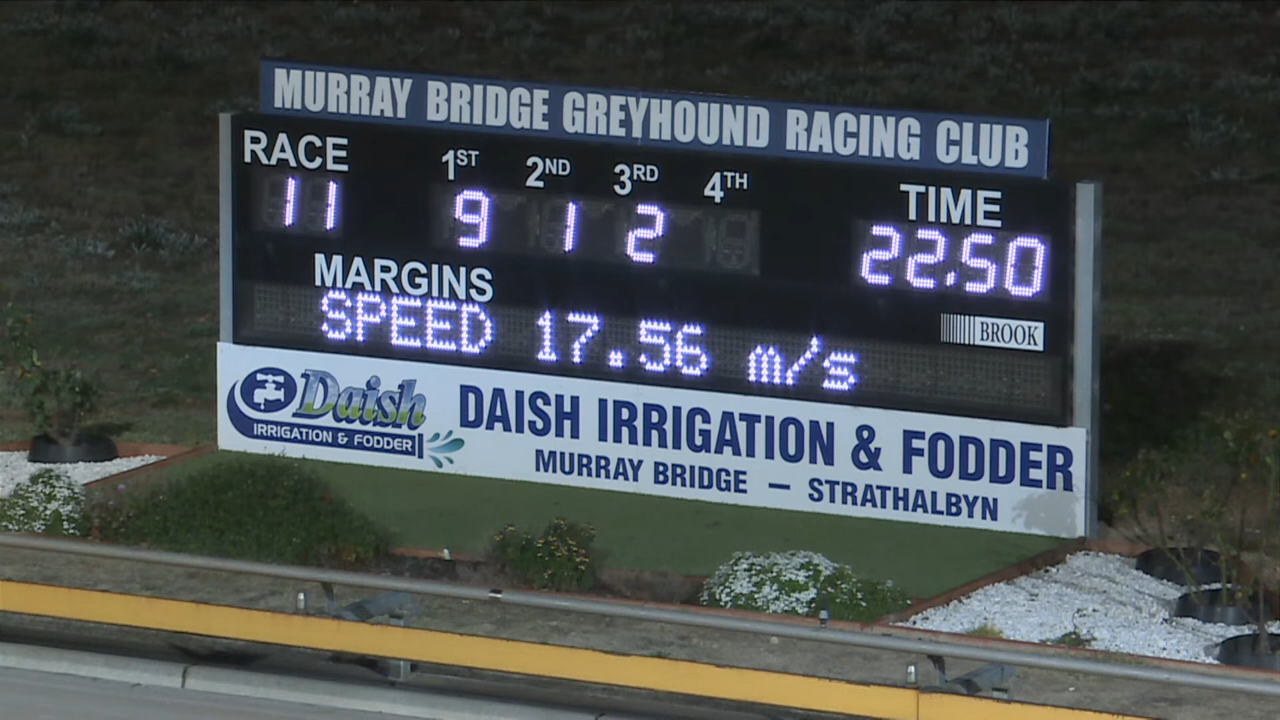 MURRAY BRIDGE GREYHOUND RACING CLUB
RACE 1ST 2ND 3RD 4TH TIME
11 9 1 2 22.50
MARGINS
SPEED 17.56 m/s
BROOK
Daish
IRRIGATION & FODDER
DAISH IRRIGATION & FODDER
MURRAY BRIDGE – STRATHALBYN